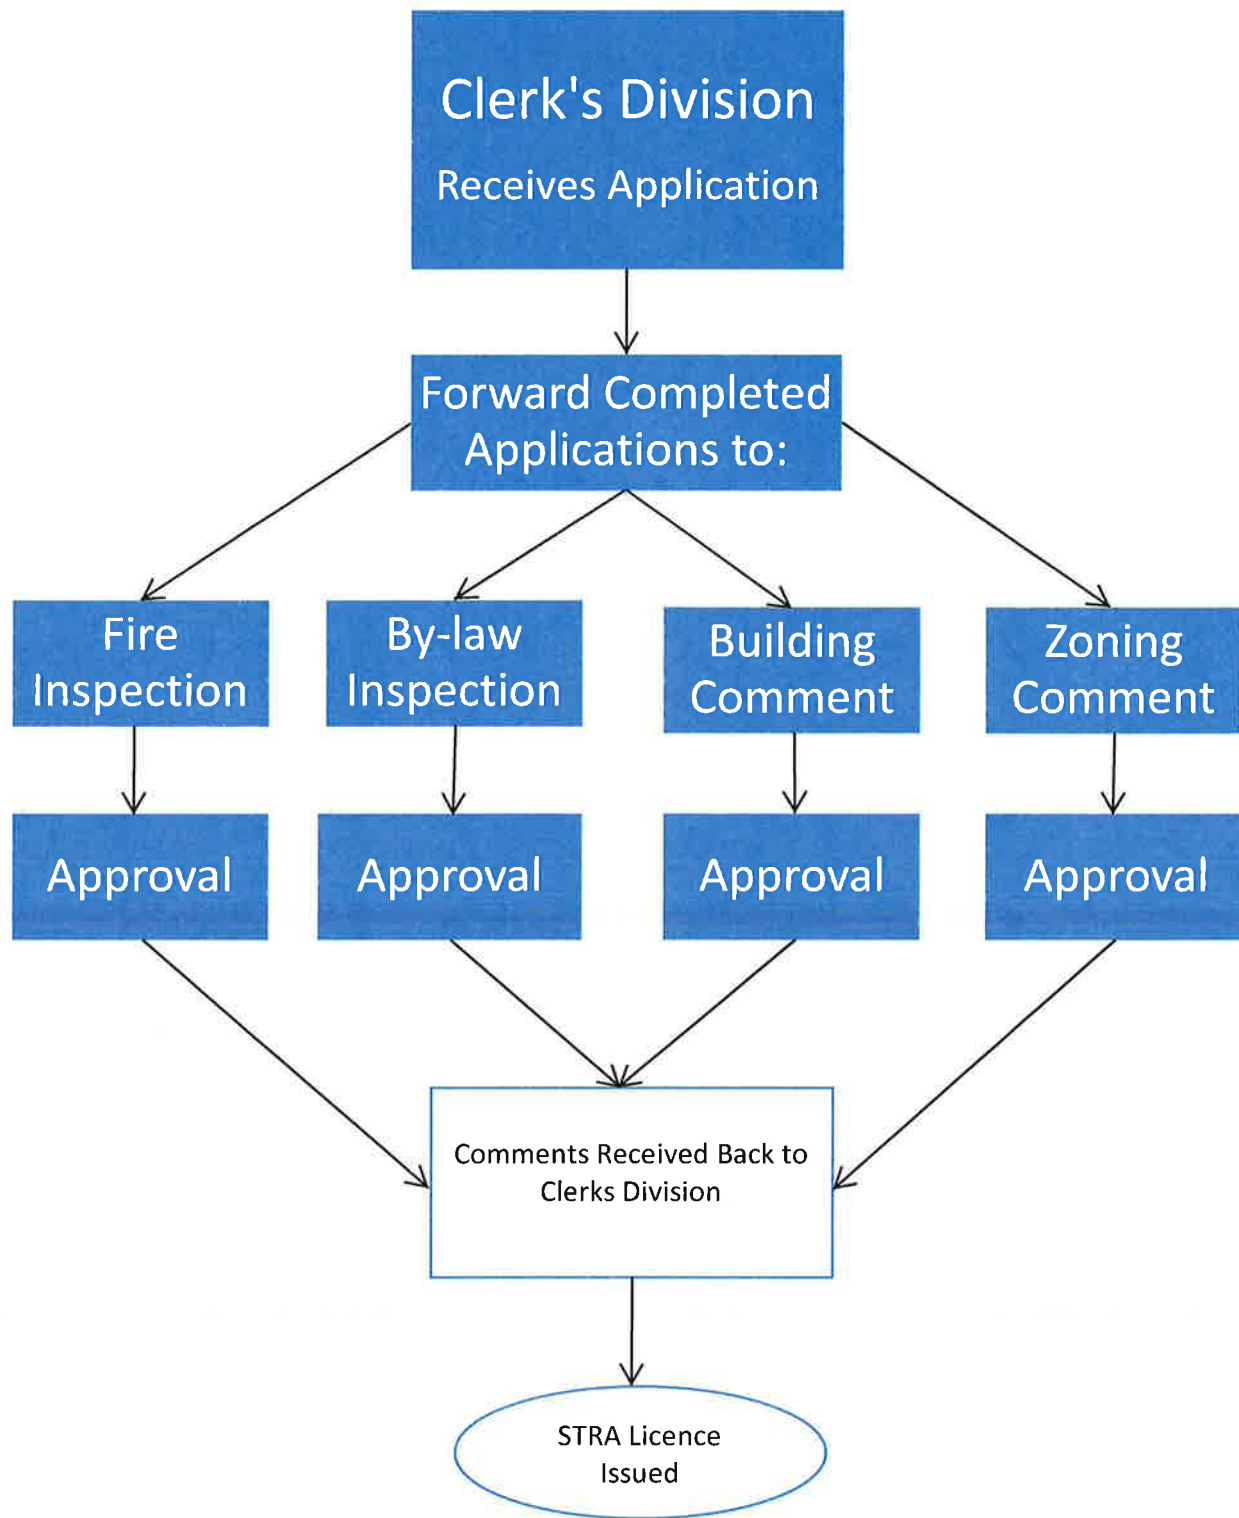 Clerk's Division
Receives Application
Forward Completed
Applications to:
Fire
Inspection
By-law
Inspection
Building
Comment
Zoning
Comment
Approval
Approval
Approval
Approval
Comments Received Back to
Clerks Division
STRA Licence
Issued